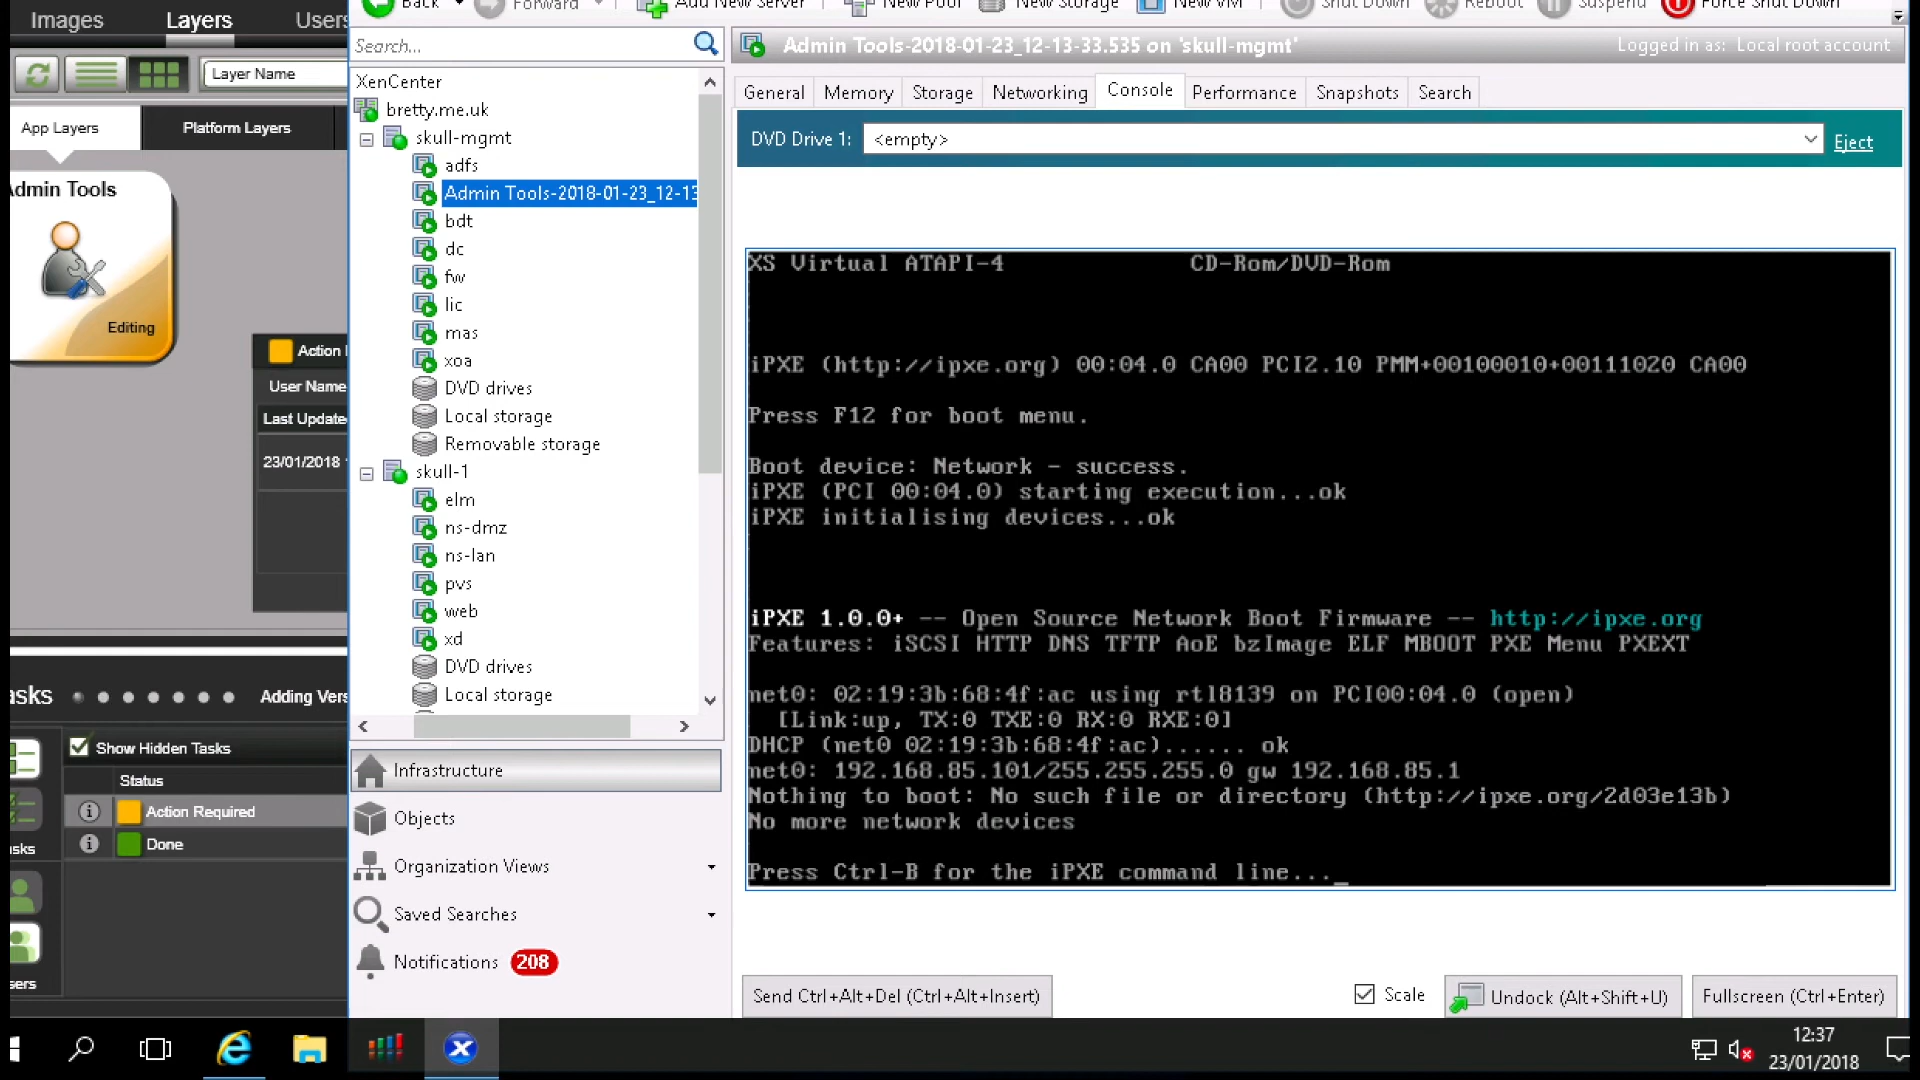 Images
Layers
Users
Layer Name
App Layers
Platform Layers
Admin Tools
Editing
Action
User Name
Last Update
23/01/2018
Adding Vers
Show Hidden Tasks
Status
Action Required
Done
Back
Forward
Add New Server
New Pool
New Storage
New VM
Shut Down
Reboot
Suspend
Force Shut Down
Search...
XenCenter
bretty.me.uk
skull-mgmt
adfs
Admin Tools-2018-01-23_12-13
bdt
dc
fw
lic
mas
xoa
DVD drives
Local storage
Removable storage
skull-1
elm
ns-dmz
ns-lan
pvs
web
xd
DVD drives
Local storage
Infrastructure
Objects
Organization Views
Saved Searches
Notifications 208
Admin Tools-2018-01-23_12-13-33.535 on 'skull-mgmt'
Logged in as: Local root account
General Memory Storage Networking Console Performance Snapshots Search
DVD Drive 1: <empty> Eject
XS Virtual ATAPI-4 CD-Rom/DVD-Rom
iPXE (http://ipxe.org) 00:04.0 CA00 PCI2.10 PMM+00100010+00111020 CA00
Press F12 for boot menu.
Boot device: Network - success.
iPXE (PCI 00:04.0) starting execution...ok
iPXE initialising devices...ok
iPXE 1.0.0+ -- Open Source Network Boot Firmware -- http://ipxe.org
Features: iSCSI HTTP DNS TFTP AoE bzImage ELF MBOOT PXE Menu PXEXT
net0: 02:19:3b:68:4f:ac using rtl8139 on PCI00:04.0 (open)
[Link:up, TX:0 TXE:0 RX:0 RXE:0]
DHCP (net0 02:19:3b:68:4f:ac)...... ok
net0: 192.168.85.101/255.255.255.0 gw 192.168.85.1
Nothing to boot: No such file or directory (http://ipxe.org/2d03e13b)
No more network devices
Press Ctrl-B for the iPXE command line..._
Send Ctrl+Alt+Del (Ctrl+Alt+Insert)
Scale
Undock (Alt+Shift+U)
Fullscreen (Ctrl+Enter)
12:37
23/01/2018